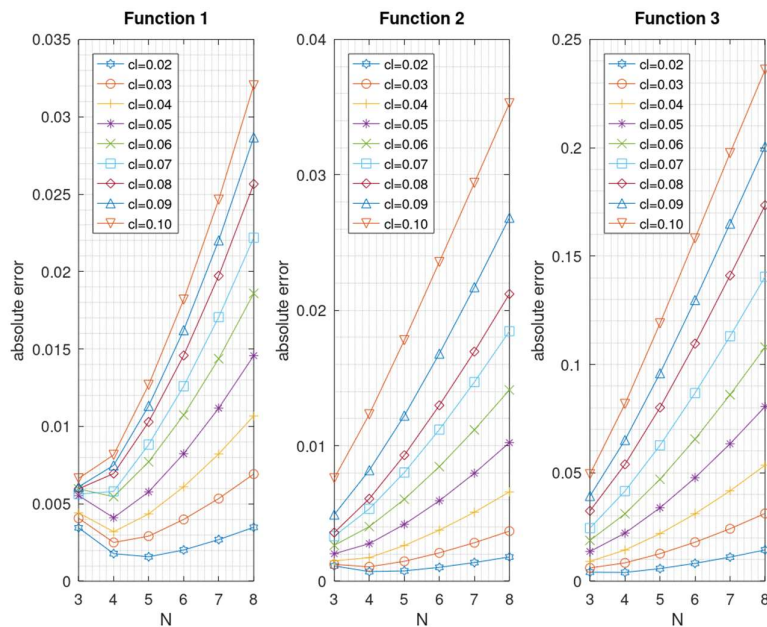 Function 1
0.035
0.03
0.025
0.02
0.015
0.01
0.005
0
absolute error
cl=0.02
cl=0.03
cl=0.04
cl=0.05
cl=0.06
cl=0.07
cl=0.08
cl=0.09
cl=0.10
3 4 5 6 7 8
N
Function 2
0.04
0.03
0.02
0.01
0
absolute error
cl=0.02
cl=0.03
cl=0.04
cl=0.05
cl=0.06
cl=0.07
cl=0.08
cl=0.09
cl=0.10
3 4 5 6 7 8
N
Function 3
0.25
0.2
0.15
0.1
0.05
0
absolute error
cl=0.02
cl=0.03
cl=0.04
cl=0.05
cl=0.06
cl=0.07
cl=0.08
cl=0.09
cl=0.10
3 4 5 6 7 8
N